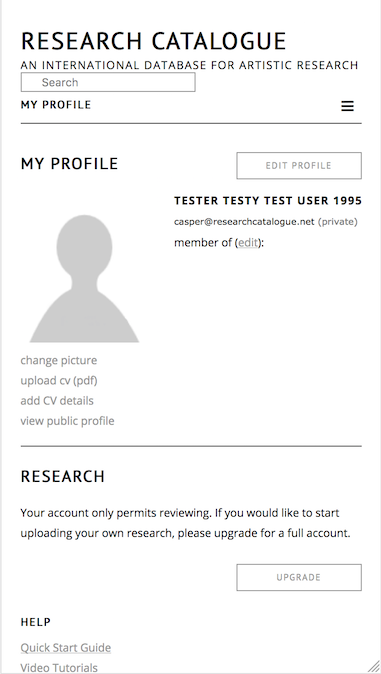 RESEARCH CATALOGUE
AN INTERNATIONAL DATABASE FOR ARTISTIC RESEARCH
Search
MY PROFILE
MY PROFILE
EDIT PROFILE
TESTER TESTY TEST USER 1995
casper@researchcatalogue.net (private)
member of (edit):
change picture
upload cv (pdf)
add CV details
view public profile
RESEARCH
Your account only permits reviewing. If you would like to start
uploading your own research, please upgrade for a full account.
UPGRADE
HELP
Quick Start Guide
Video Tutorials